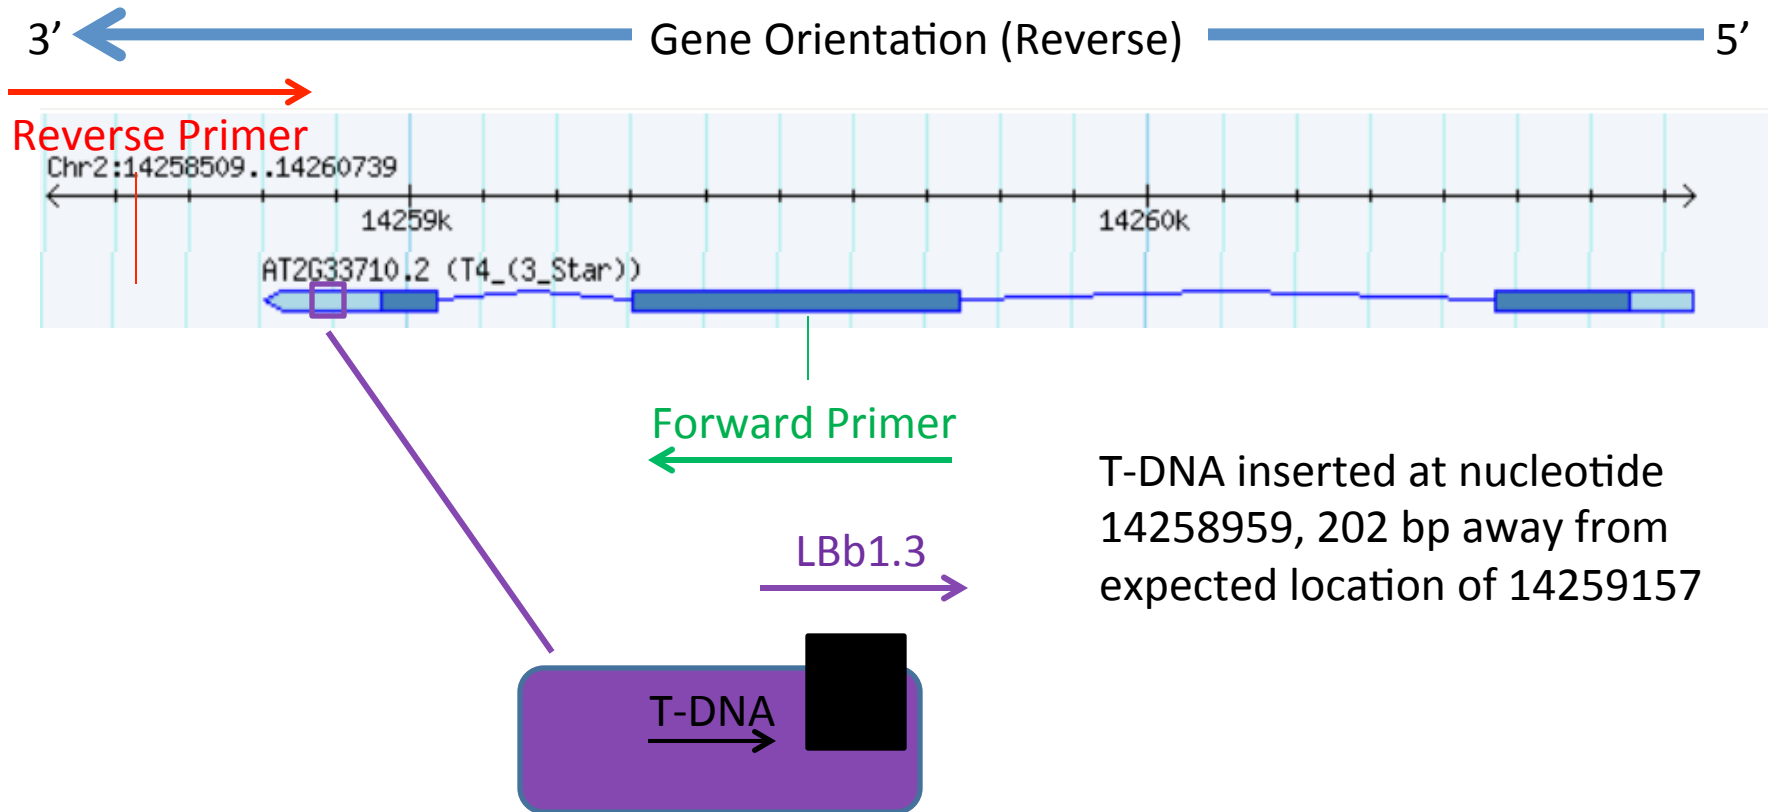 3’ Gene Orientation (Reverse) 5’
Reverse Primer
Chr2:14258509..14260739
14259k 14260k
AT2G33710.2 (T4_(3_Star))
Forward Primer
T-DNA inserted at nucleotide
14258959, 202 bp away from
expected location of 14259157
LBb1.3
T-DNA